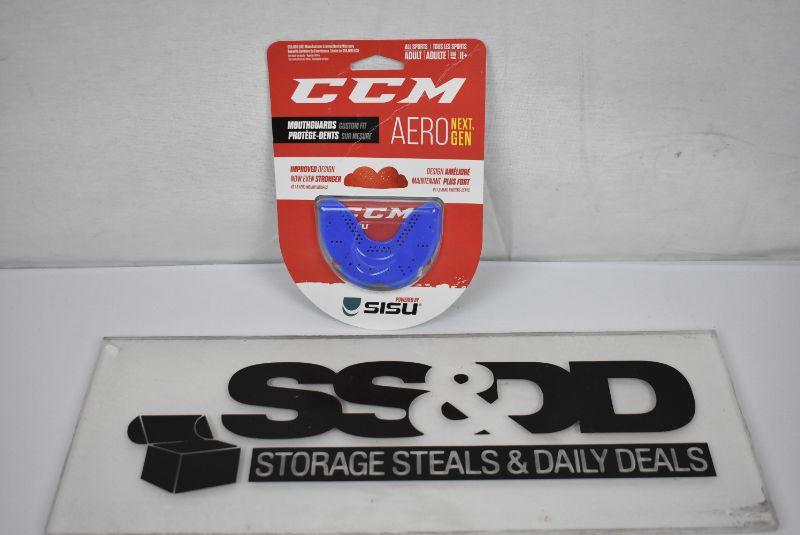 ALL SPORTS | TOUS LES SPORTS
ADULT | ADULTE 11+
CCM
MOUTHGUARDS CUSTOM FIT
PROTÈGE-DENTS SUR MESURE
AERO NEXT GEN
IMPROVED DESIGN
NOW EVEN STRONGER
DESIGN AMÉLIORÉ
MAINTENANT PLUS FORT
CCM
SISU
POWERED BY
SISU
SS&DD
STORAGE STEALS & DAILY DEALS